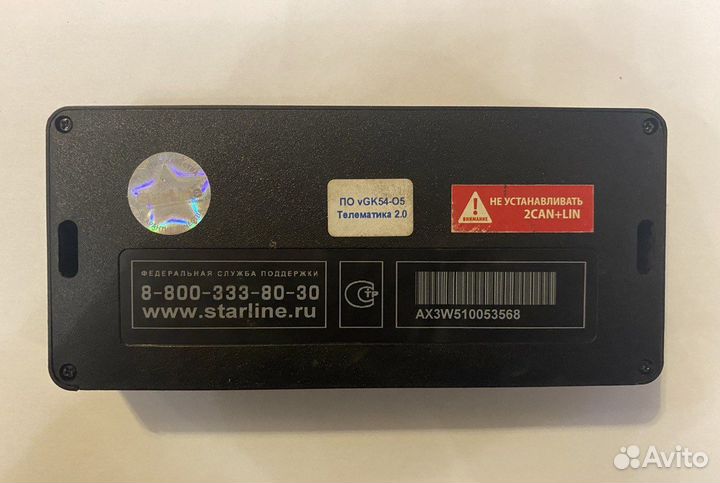 ПО vGK54-O5
Телематика 2.0
ВНИМАНИЕ
НЕ УСТАНАВЛИВАТЬ
2CAN+LIN
ФЕДЕРАЛЬНАЯ СЛУЖБА ПОДДЕРЖКИ
8-800-333-80-30
www.starline.ru
ТР
AX3W510053568
Avito